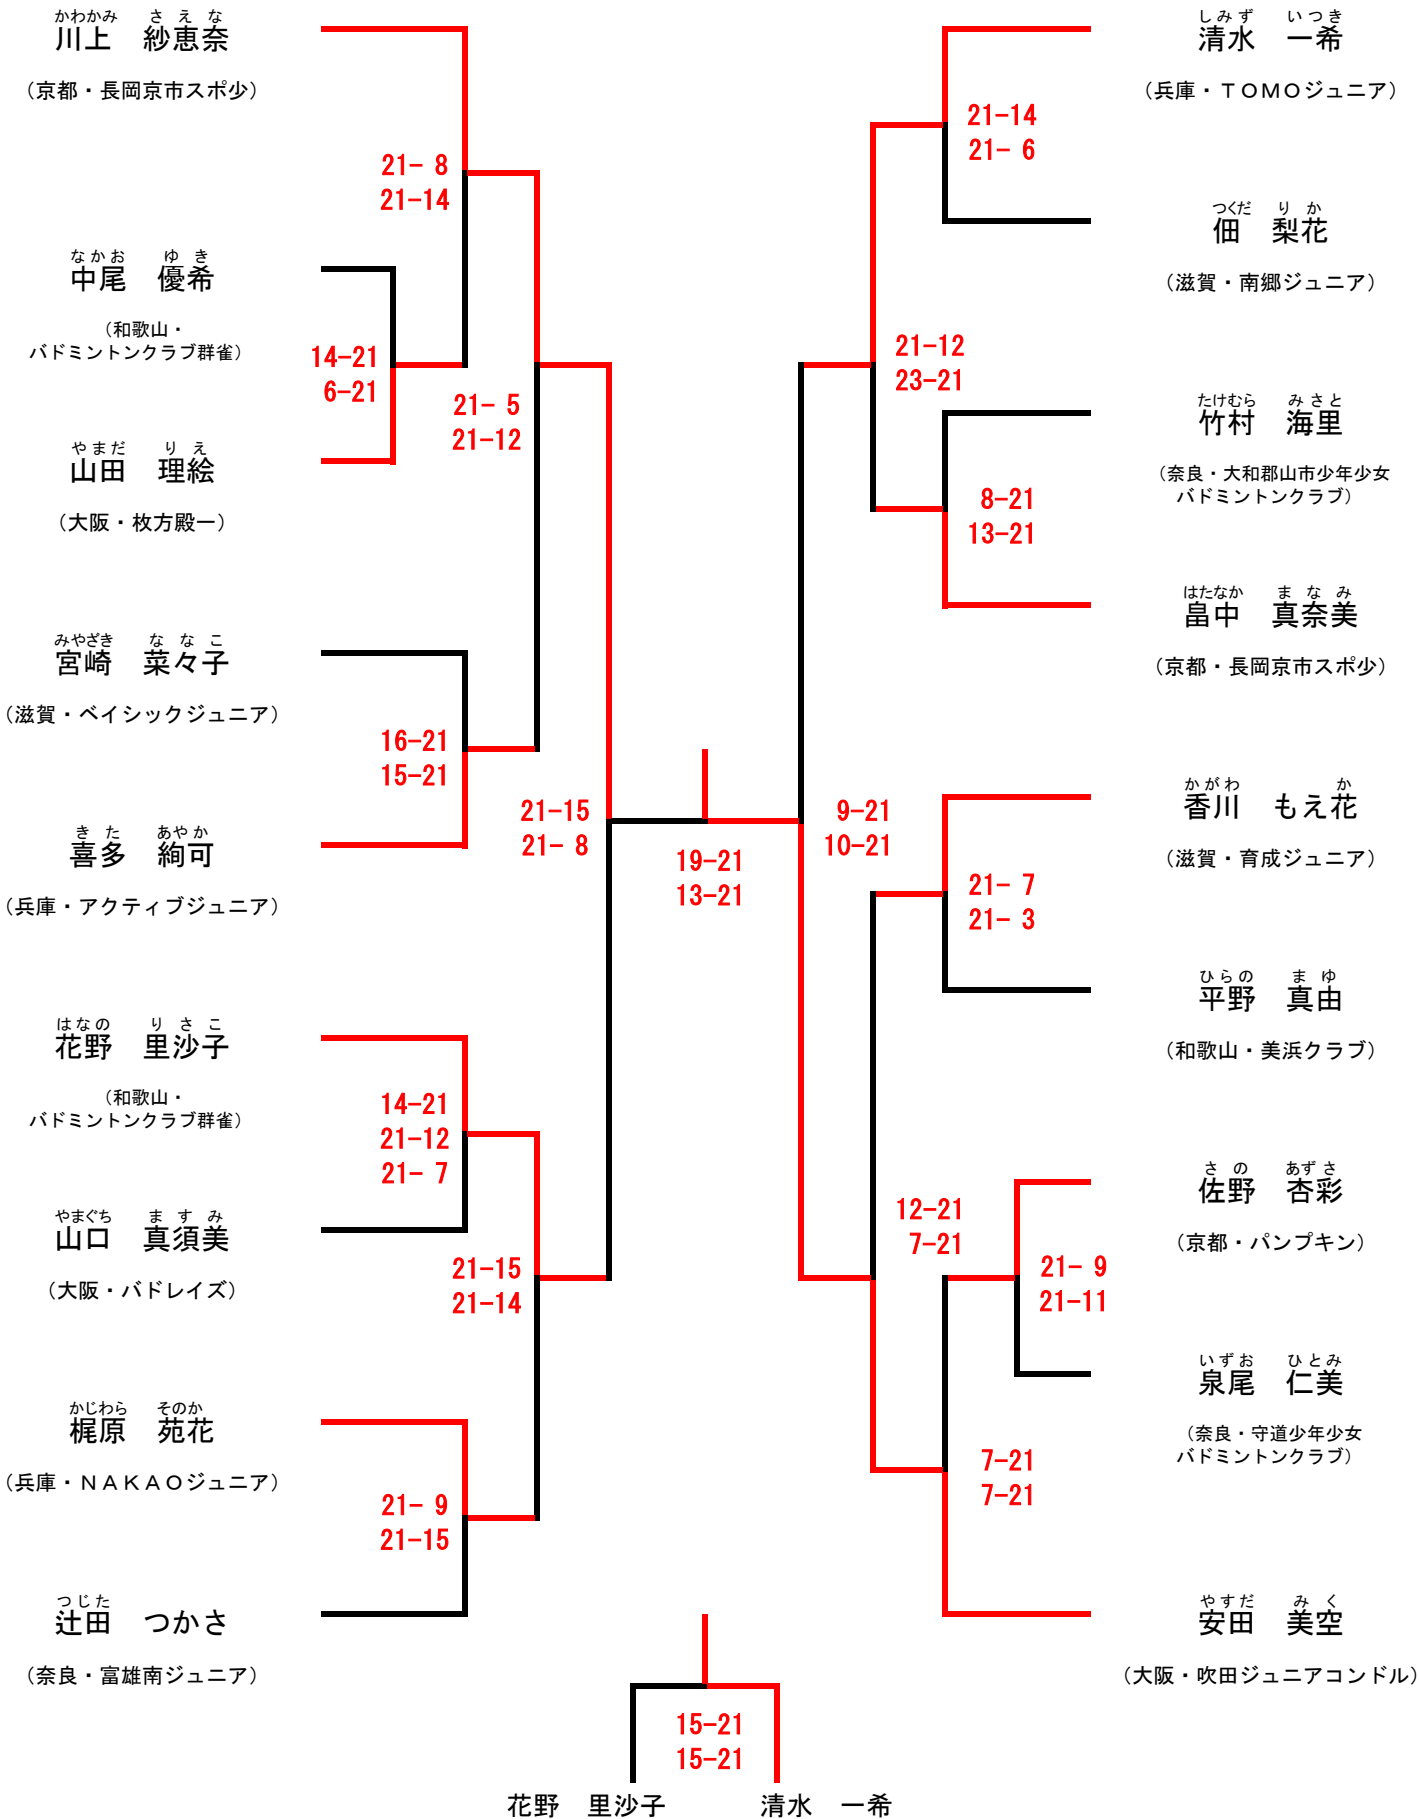 かわかみ　さえな
川上　紗恵奈
（京都・長岡京市スポ少）
21- 8
21-14
なかお　ゆき
中尾　優希
（和歌山・
バドミントンクラブ群雀）
14-21
6-21
やまだ　りえ
山田　理絵
（大阪・枚方殿一）
21- 5
21-12
みやざき　ななこ
宮崎　菜々子
（滋賀・ベイシックジュニア）
16-21
15-21
きた　あやか
喜多　絢可
（兵庫・アクティブジュニア）
21-15
21- 8
はなの　りさこ
花野　里沙子
（和歌山・
バドミントンクラブ群雀）
14-21
21-12
21- 7
やまぐち　ますみ
山口　真須美
（大阪・バドレイズ）
21-15
21-14
かじわら　そのか
梶原　苑花
（兵庫・ＮＡＫＡＯジュニア）
21- 9
21-15
つじた
辻田　つかさ
（奈良・富雄南ジュニア）
19-21
13-21
しみず　いつき
清水　一希
（兵庫・ＴＯＭＯジュニア）
21-14
21- 6
つくだ　りか
佃　梨花
（滋賀・南郷ジュニア）
21-12
23-21
たけむら　みさと
竹村　海里
（奈良・大和郡山市少年少女
バドミントンクラブ）
8-21
13-21
はたなか　まなみ
畠中　真奈美
（京都・長岡京市スポ少）
9-21
10-21
かがわ　か
香川　もえ花
（滋賀・育成ジュニア）
21- 7
21- 3
ひらの　まゆ
平野　真由
（和歌山・美浜クラブ）
12-21
7-21
さの　あずさ
佐野　杏彩
（京都・パンプキン）
21- 9
21-11
いずお　ひとみ
泉尾　仁美
（奈良・守道少年少女
バドミントンクラブ）
7-21
7-21
やすだ　みく
安田　美空
（大阪・吹田ジュニアコンドル）
15-21
15-21
花野　里沙子　清水　一希